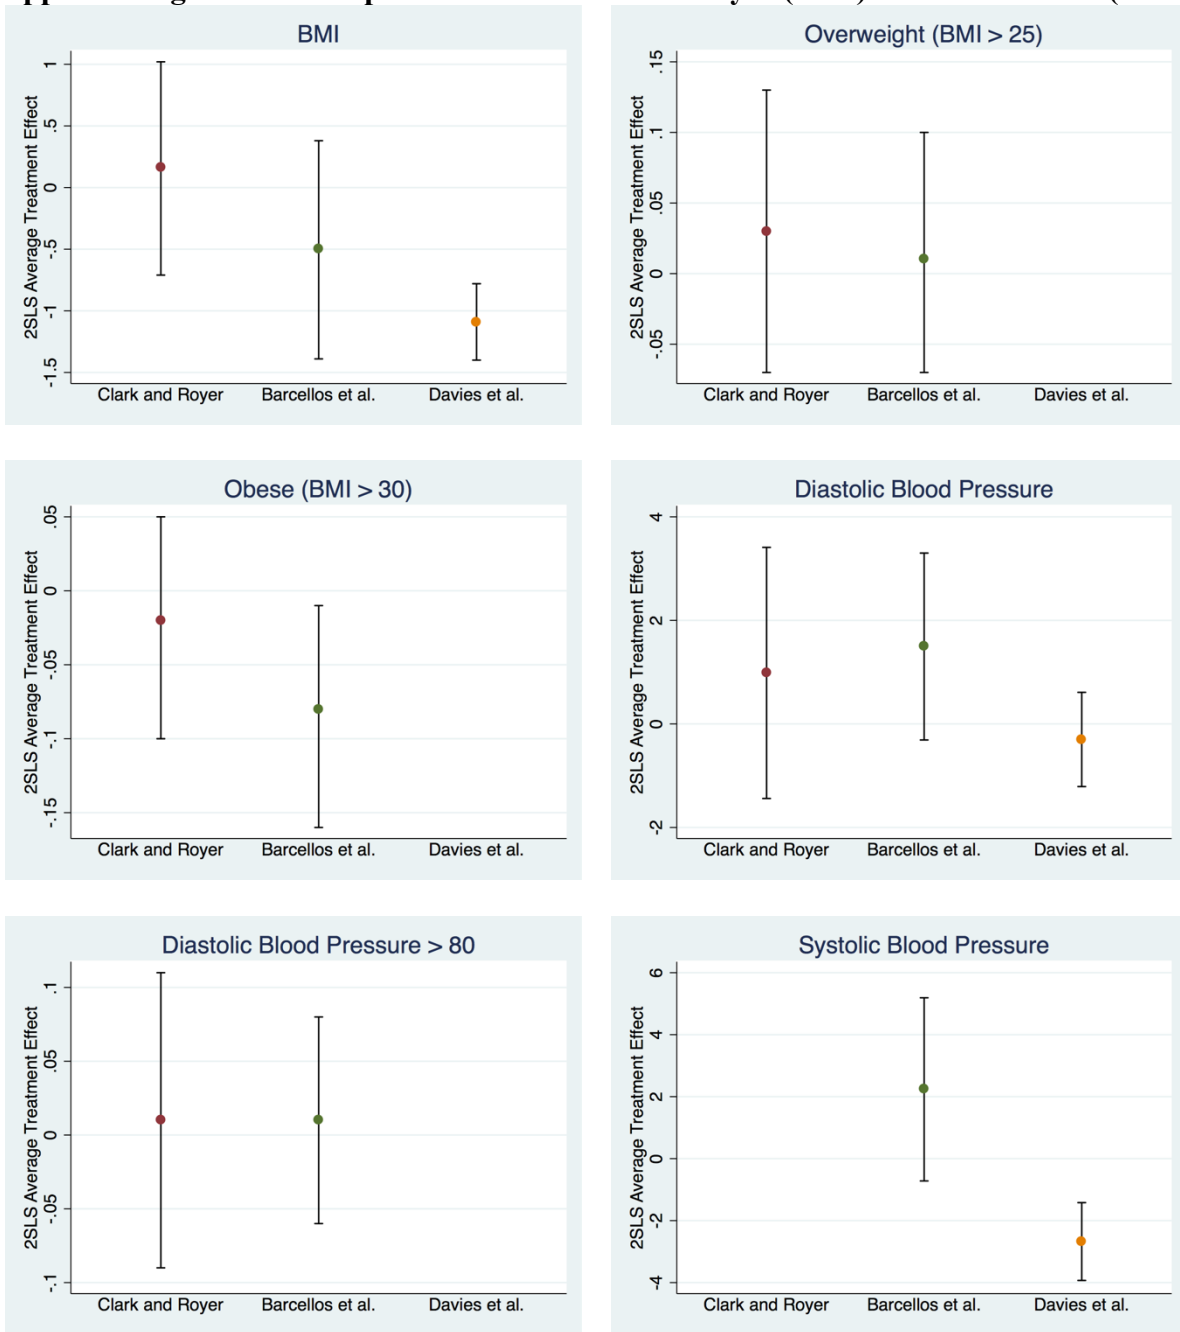 BMI
2SLS Average Treatment Effect
1
.5
0
-.5
-1
-1.5
Clark and Royer Barcellos et al. Davies et al.
Overweight (BMI > 25)
2SLS Average Treatment Effect
.15
.1
.05
0
-.05
Clark and Royer Barcellos et al. Davies et al.
Obese (BMI > 30)
2SLS Average Treatment Effect
.05
0
-.05
-.1
-.15
Clark and Royer Barcellos et al. Davies et al.
Diastolic Blood Pressure
2SLS Average Treatment Effect
4
2
0
-2
Clark and Royer Barcellos et al. Davies et al.
Diastolic Blood Pressure > 80
2SLS Average Treatment Effect
.1
.05
0
-.05
-.1
Clark and Royer Barcellos et al. Davies et al.
Systolic Blood Pressure
2SLS Average Treatment Effect
6
4
2
0
-2
-4
Clark and Royer Barcellos et al. Davies et al.